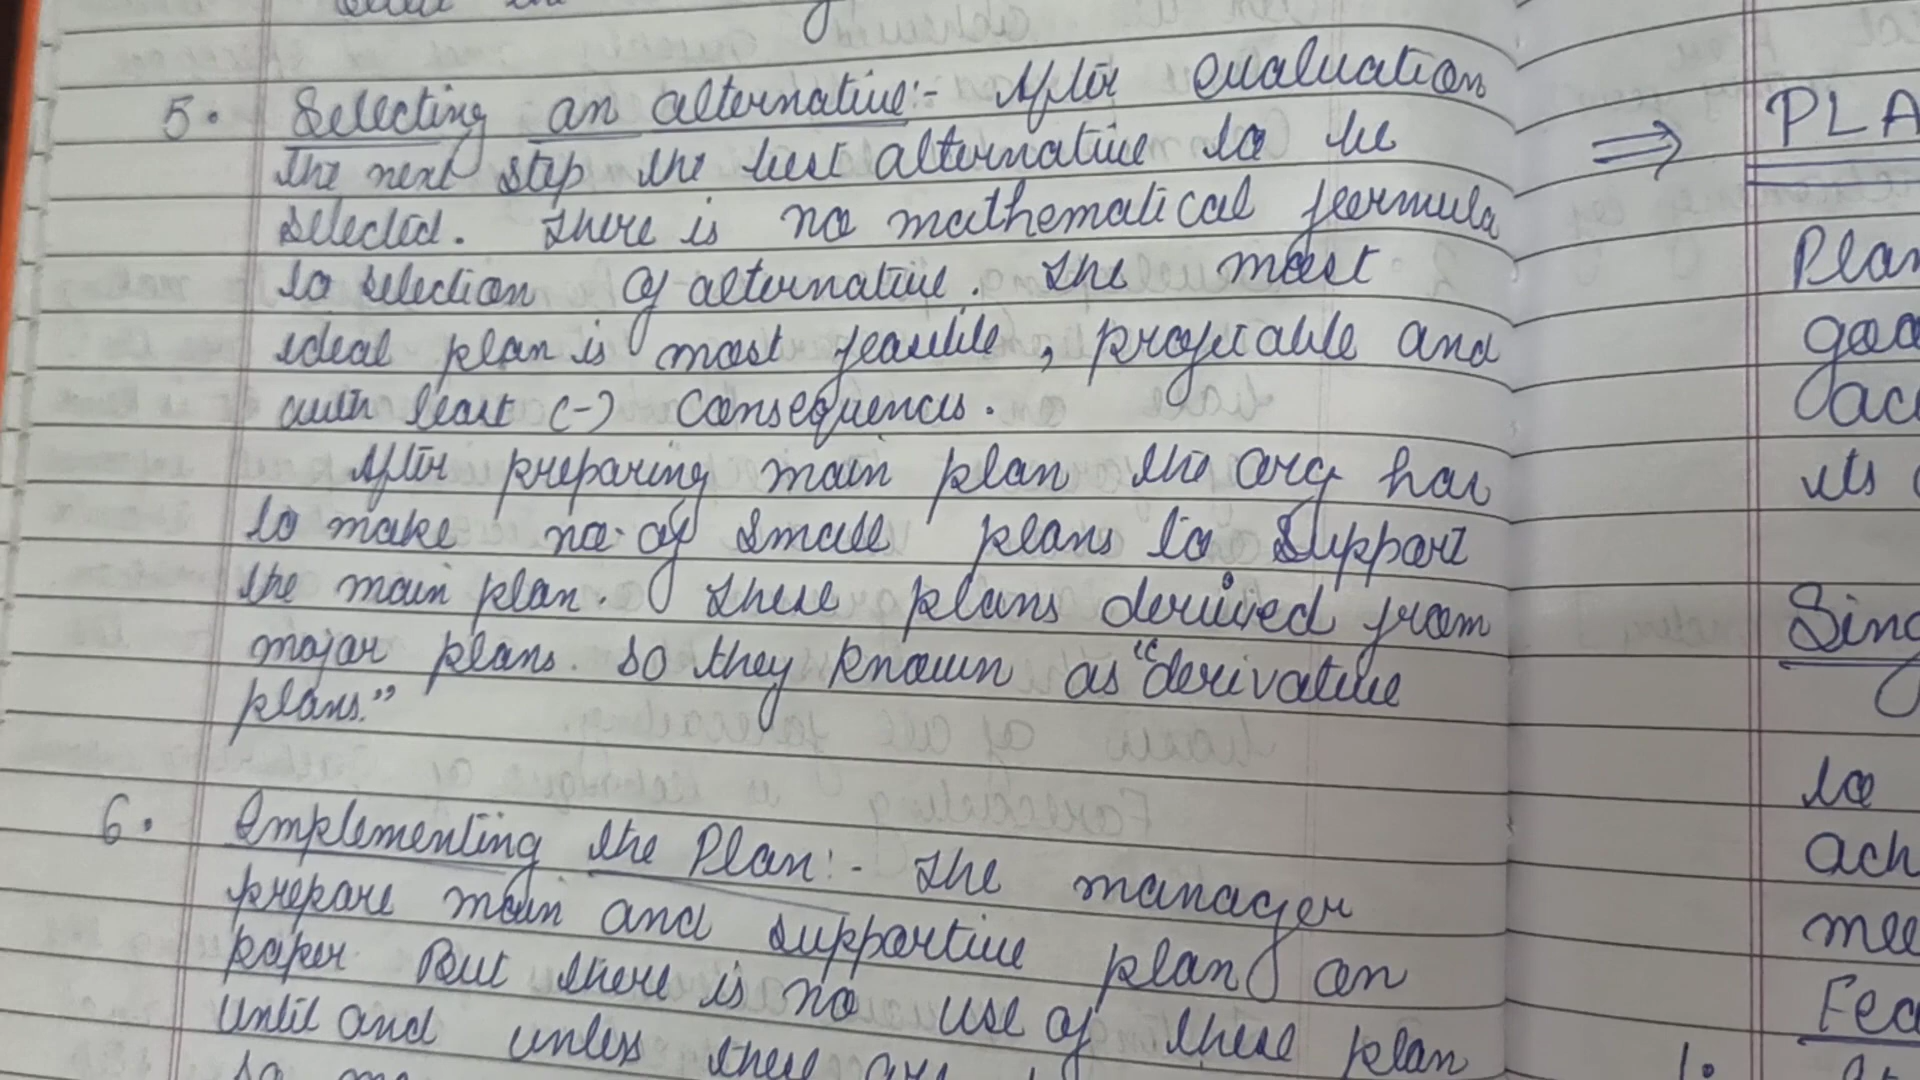 5. Selecting an alternative:- After evaluation
the next step the best alternative to be
selected. There is no mathematical formula
to selection of alternative. The most
ideal plan is most feasible, profitable and
with least (-) consequences.
After preparing main plan the org has
to make no. of small plans to support
the main plan. These plans derived from
major plans. so they known as "derivative
plans."
6. Implementing the Plan:- The manager
prepare main and supportive plan on
paper But there is no use of these plan
until and unless these are
⇒ PLA
Plan
goa
ac
its
Sing
to
ach
mee
Fea
1.